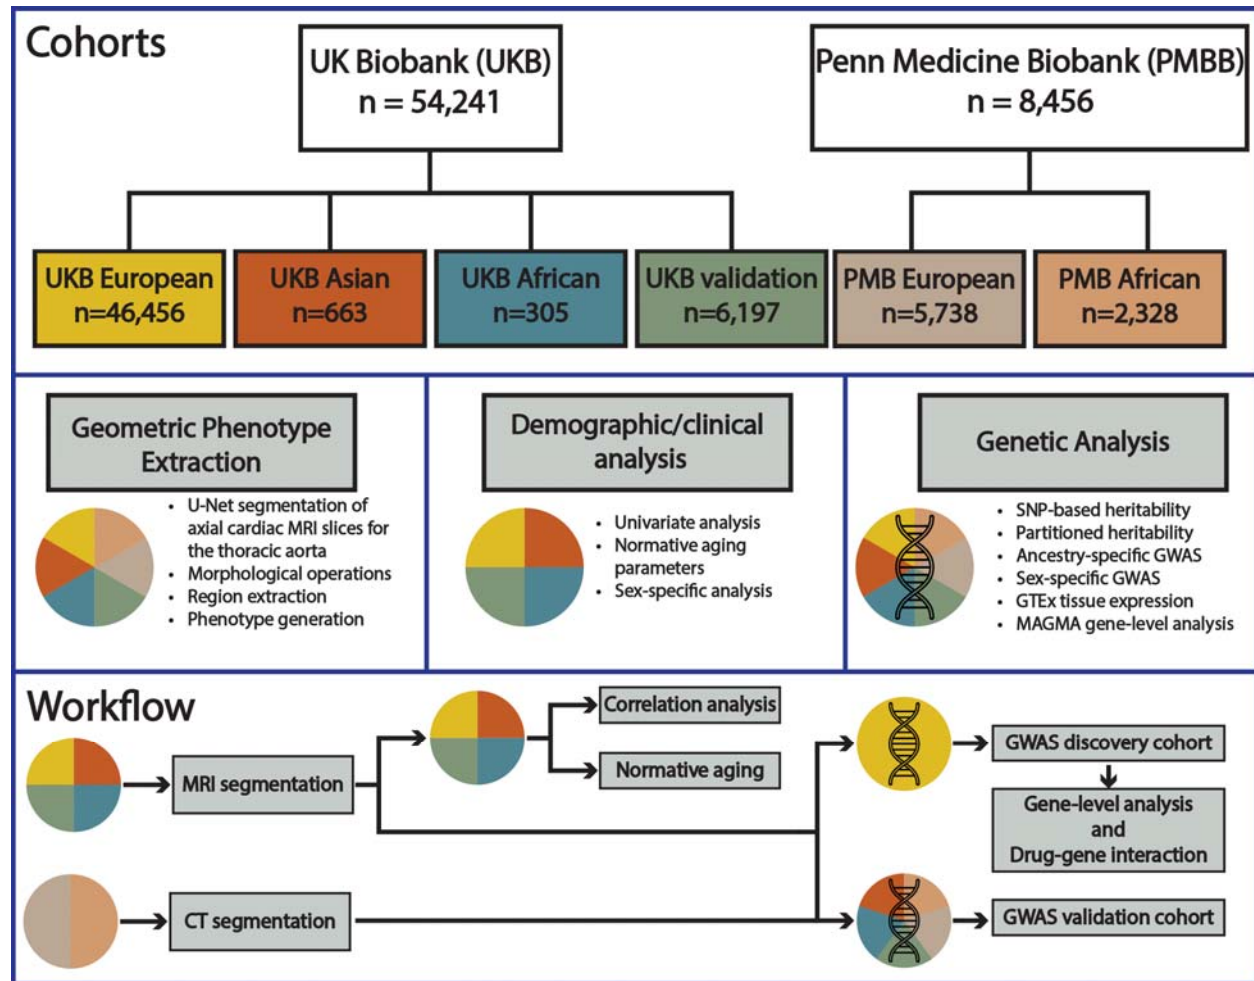 Cohorts
UK Biobank (UKB)
n = 54,241
Penn Medicine Biobank (PMBB)
n = 8,456
UKB European
n=46,456
UKB Asian
n=663
UKB African
n=305
UKB validation
n=6,197
PMB European
n=5,738
PMB African
n=2,328
Geometric Phenotype
Extraction
• U-Net segmentation of
axial cardiac MRI slices for
the thoracic aorta
• Morphological operations
• Region extraction
• Phenotype generation
Demographic/clinical
analysis
• Univariate analysis
• Normative aging
parameters
• Sex-specific analysis
Genetic Analysis
• SNP-based heritability
• Partitioned heritability
• Ancestry-specific GWAS
• Sex-specific GWAS
• GTEx tissue expression
• MAGMA gene-level analysis
Workflow
MRI segmentation
Correlation analysis
Normative aging
GWAS discovery cohort
Gene-level analysis
and
Drug-gene interaction
CT segmentation
GWAS validation cohort